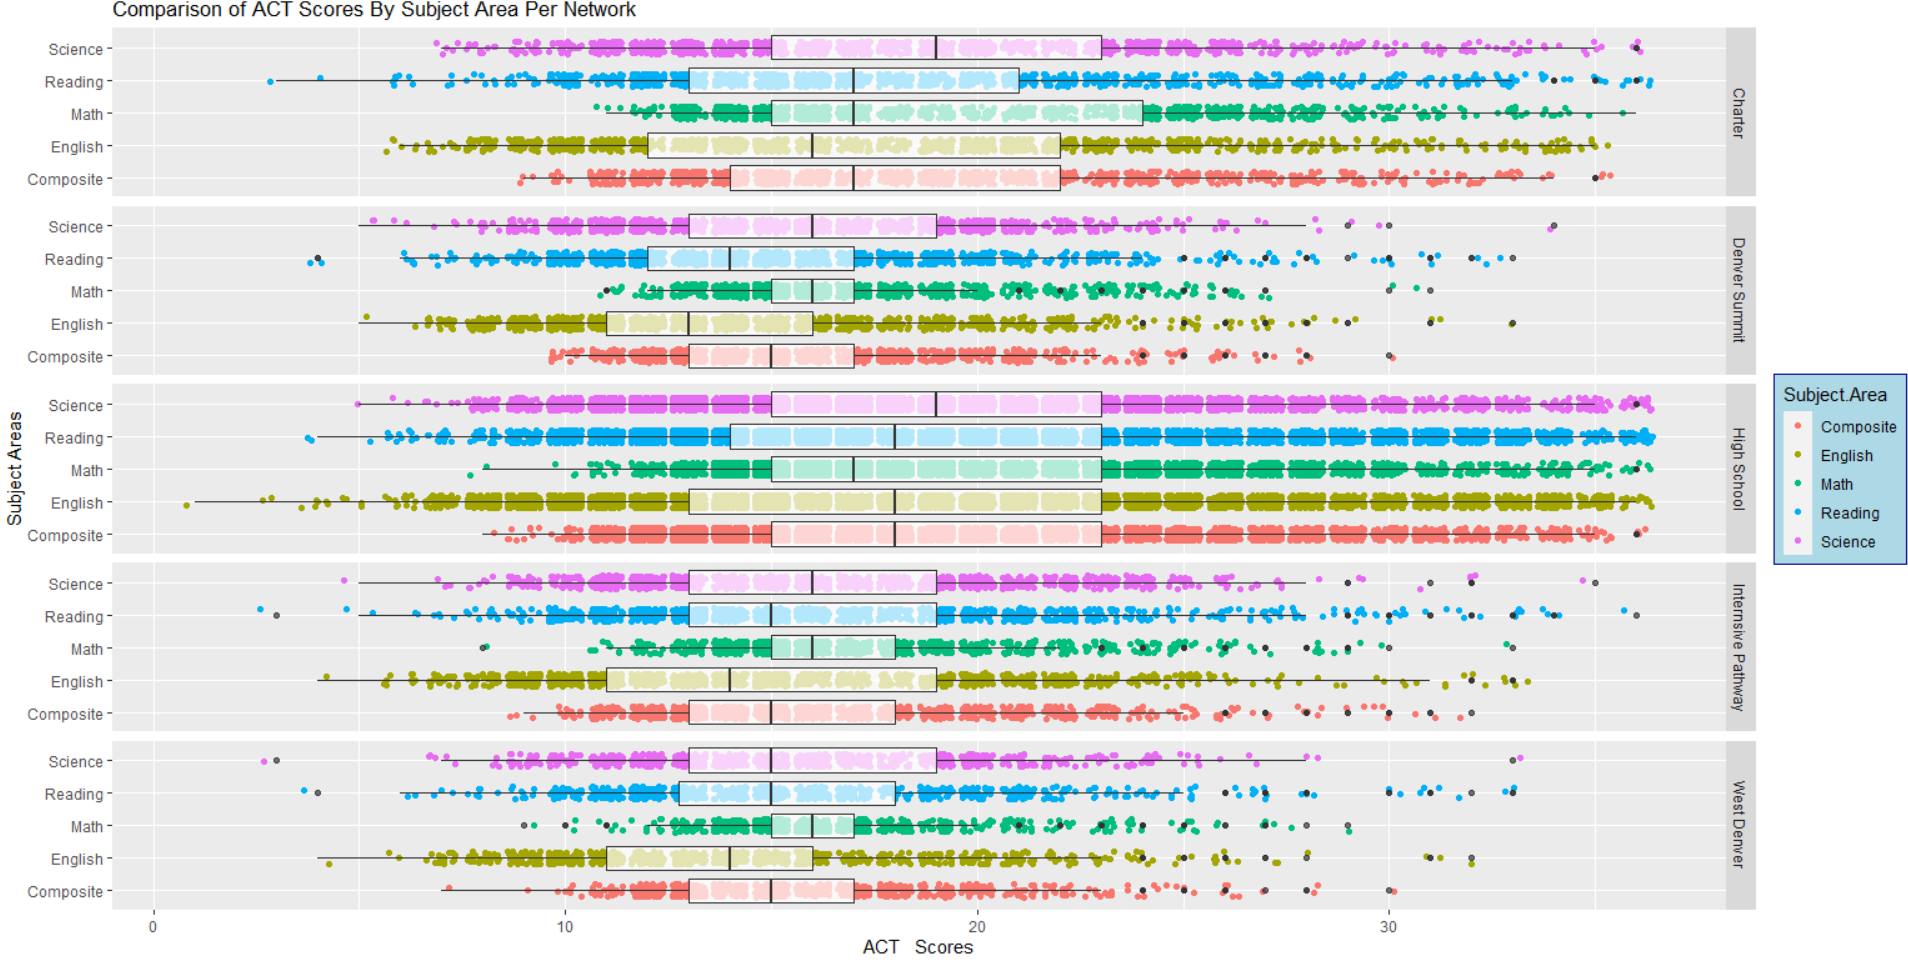 Comparison of ACT Scores By Subject Area Per Network
Subject Areas
Science
Reading
Math
English
Composite
Charter
Science
Reading
Math
English
Composite
Denver Summit
Science
Reading
Math
English
Composite
High School
Science
Reading
Math
English
Composite
Intensive Pathway
Science
Reading
Math
English
Composite
West Denver
0 10 20 30
ACT Scores
Subject.Area
Composite
English
Math
Reading
Science